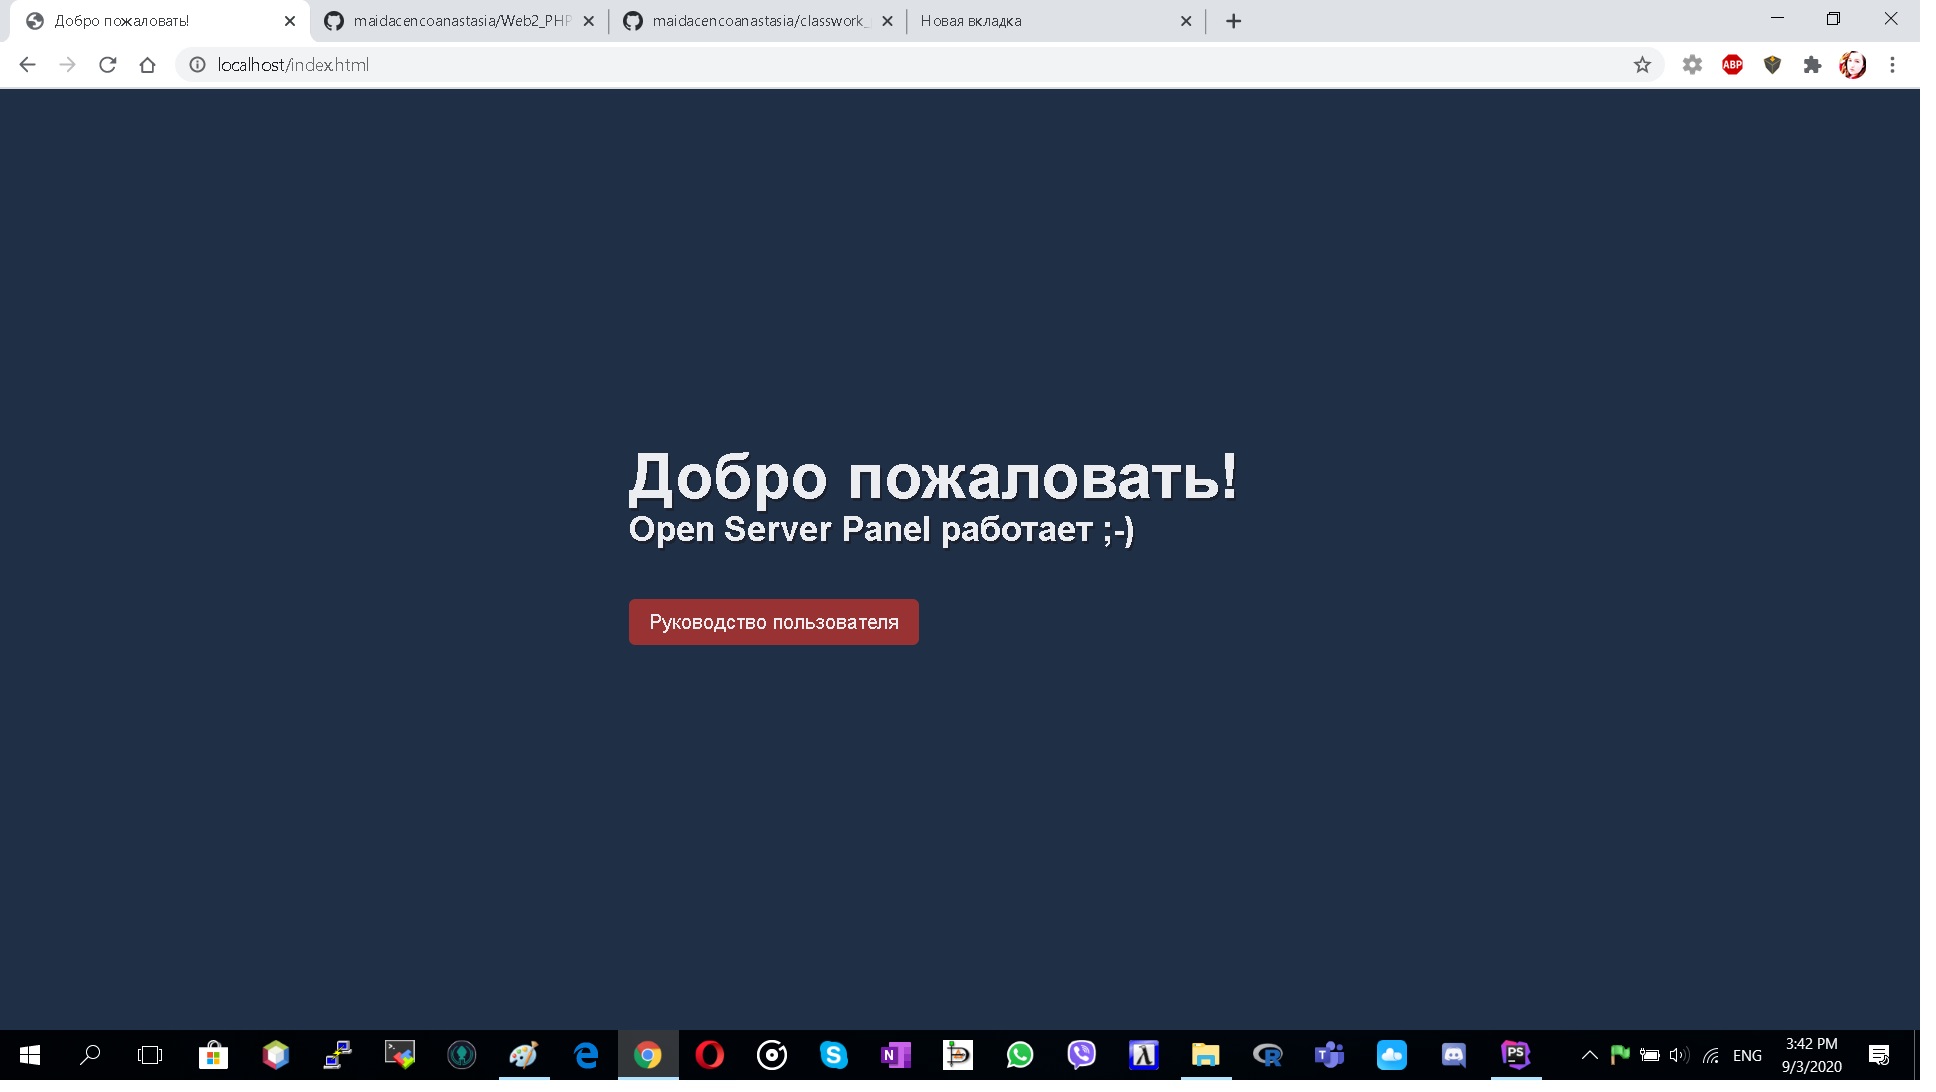 Добро пожаловать!
maidacencoanastasia/Web2_PHP
maidacencoanastasia/classwork_
Новая вкладка
localhost/index.html
ABP
Добро пожаловать!
Open Server Panel работает ;-)
Руководство пользователя
PS
ENG
3:42 PM
9/3/2020